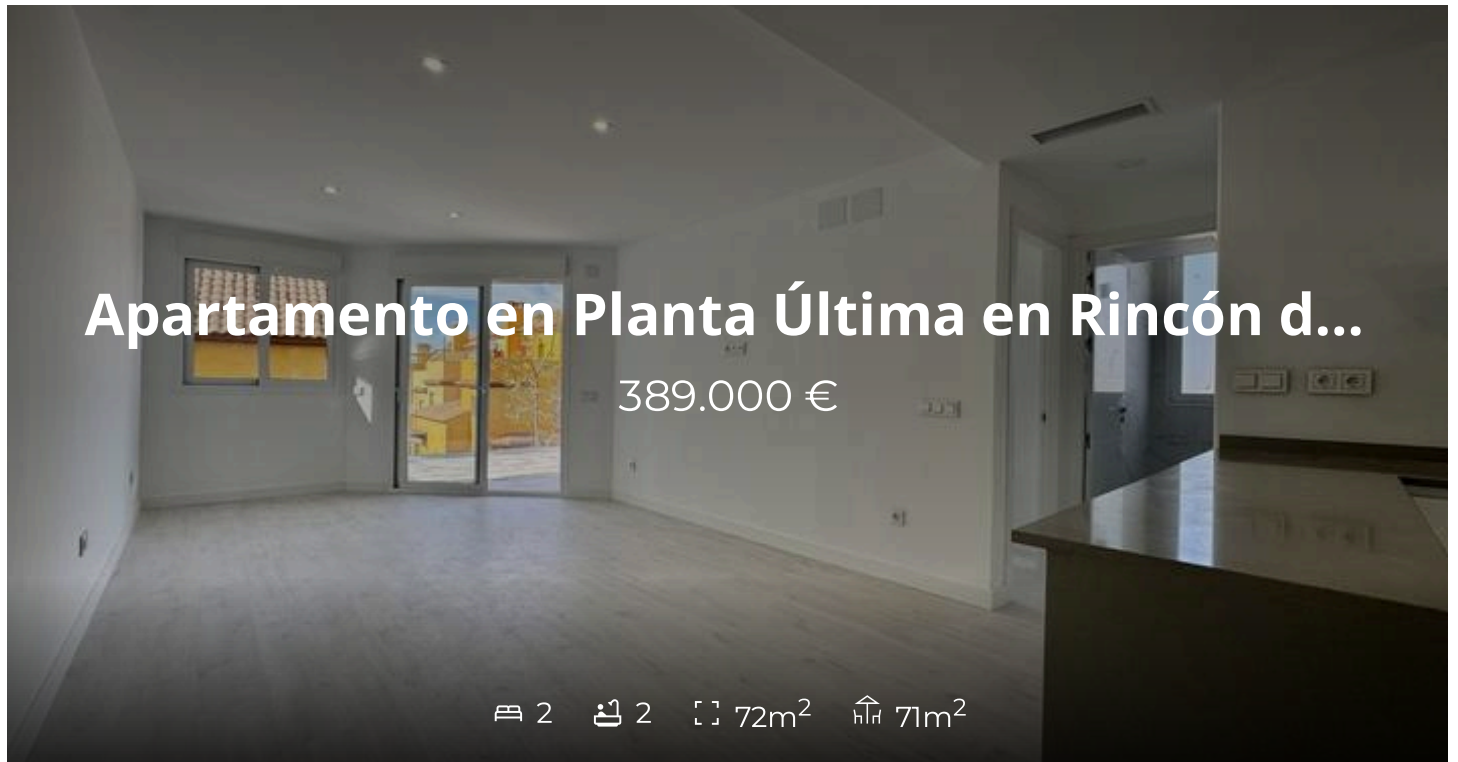 Apartamento en Planta Última en Rincón d...
389.000 €
2 2 72m² 71m²